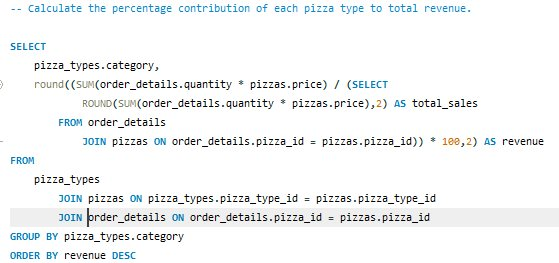 -- Calculate the percentage contribution of each pizza type to total revenue.
SELECT
pizza_types.category,
round((SUM(order_details.quantity * pizzas.price) / (SELECT
ROUND(SUM(order_details.quantity * pizzas.price),2) AS total_sales
FROM order_details
JOIN pizzas ON order_details.pizza_id = pizzas.pizza_id)) * 100,2) AS revenue
FROM
pizza_types
JOIN pizzas ON pizza_types.pizza_type_id = pizzas.pizza_type_id
JOIN order_details ON order_details.pizza_id = pizzas.pizza_id
GROUP BY pizza_types.category
ORDER BY revenue DESC